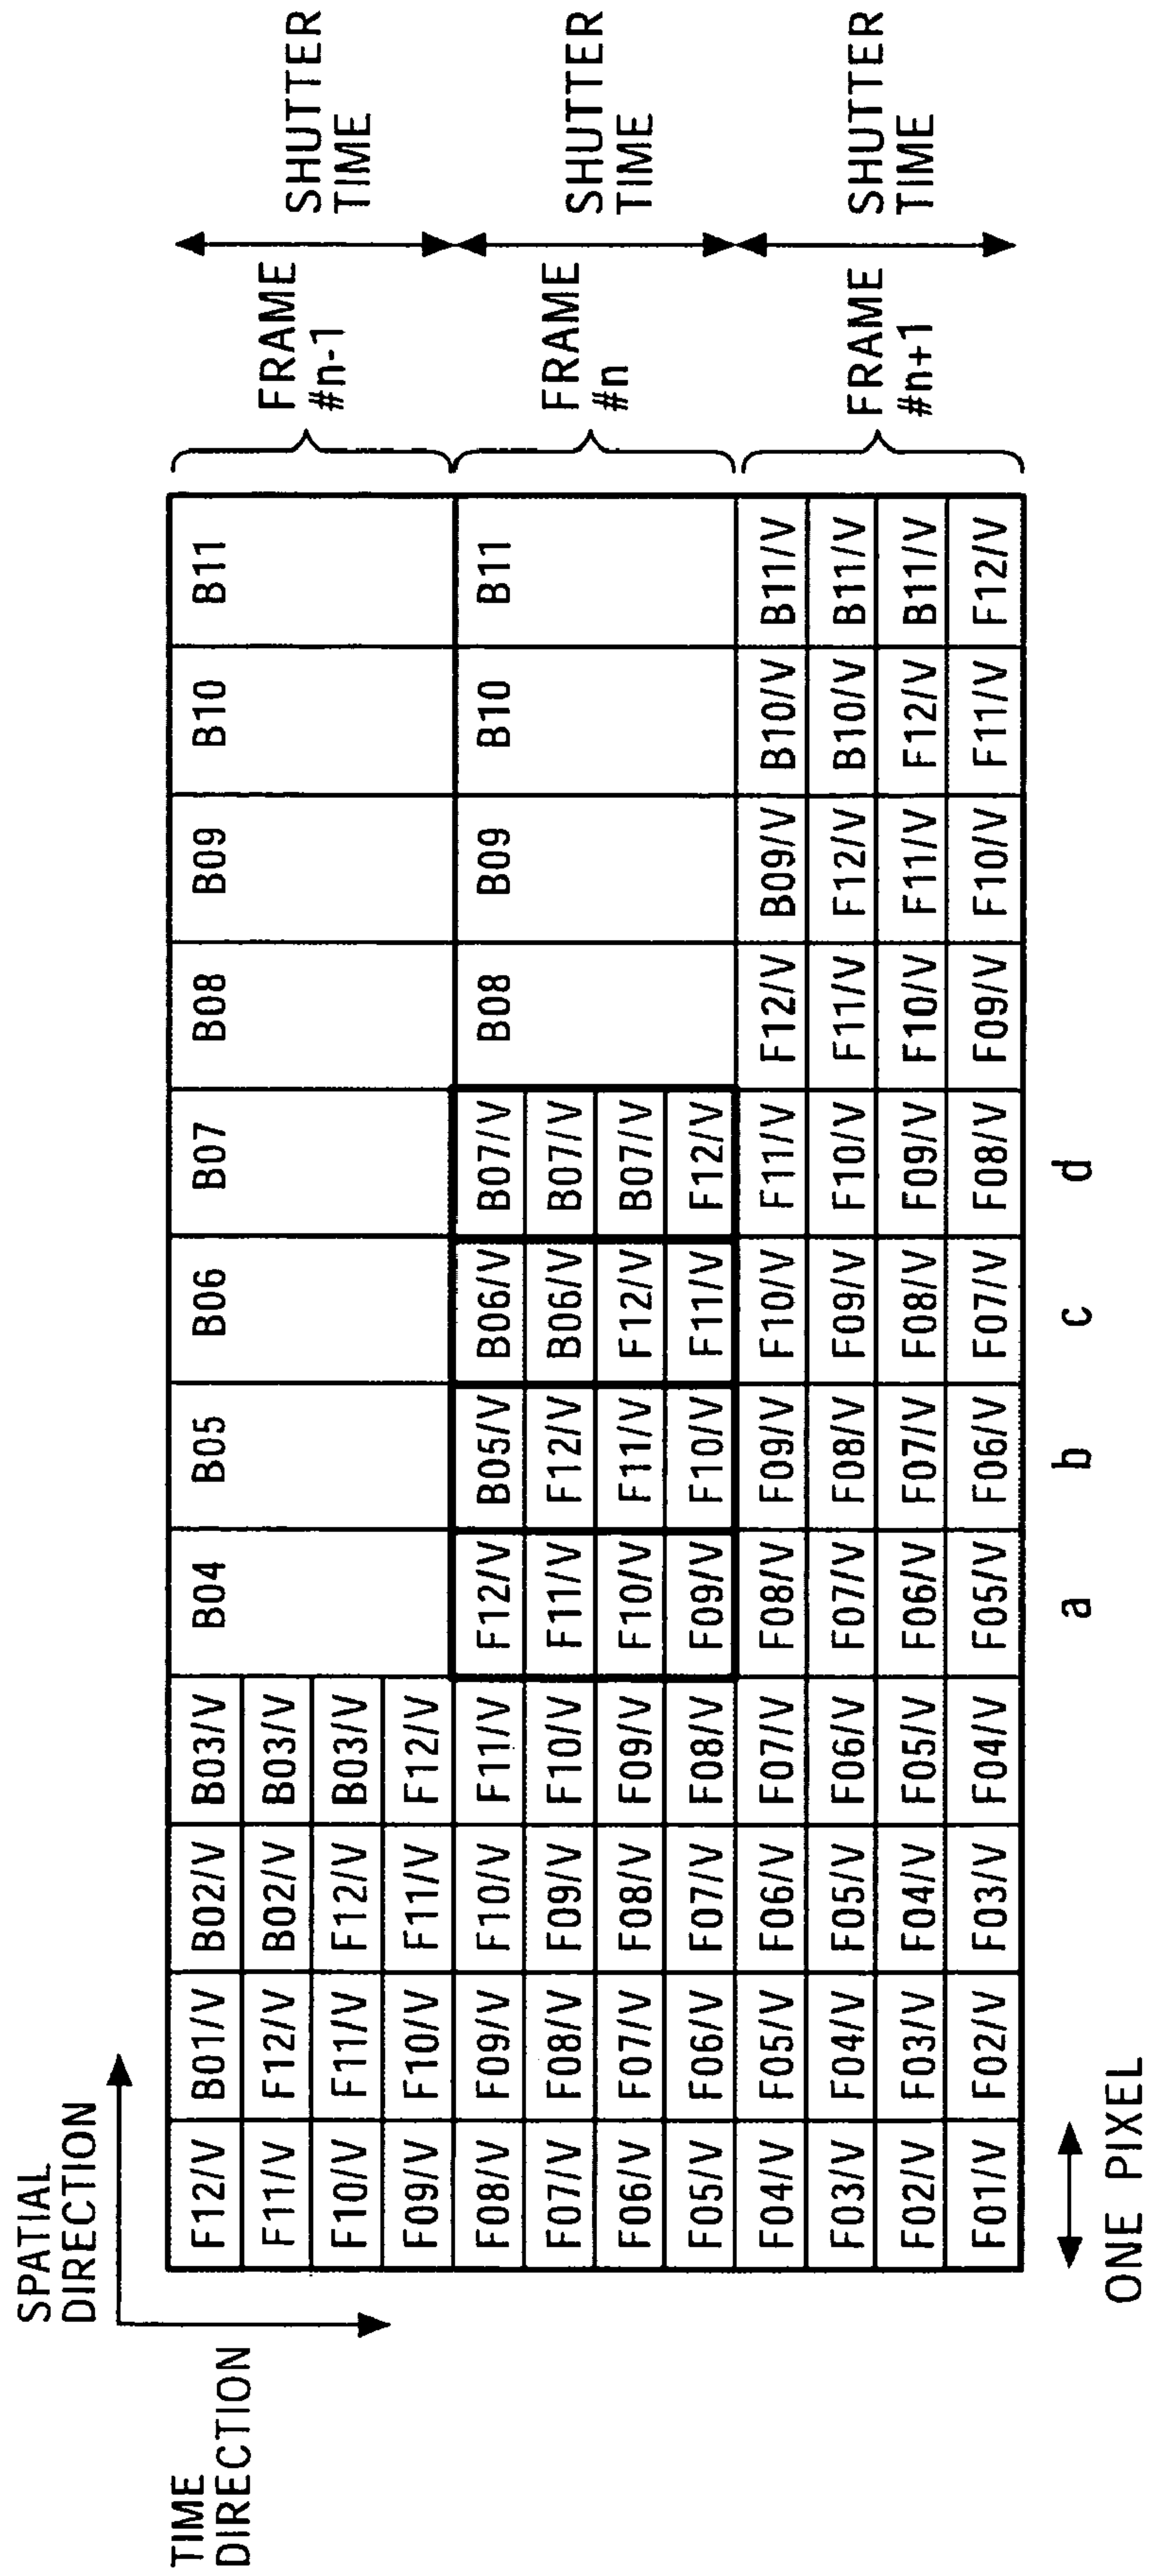 SPATIAL
DIRECTION
TIME
DIRECTION
F12/V B01/V B02/V B03/V B04 B05 B06 B07 B08 B09 B10 B11
F11/V F12/V B02/V B03/V
F10/V F11/V F12/V B03/V
F09/V F10/V F11/V F12/V
FRAME
#n-1
SHUTTER
TIME
F08/V F09/V F10/V F11/V F12/V B05/V B06/V B07/V B08 B09 B10 B11
F07/V F08/V F09/V F10/V F11/V F12/V B06/V B07/V
F06/V F07/V F08/V F09/V F10/V F11/V F12/V B07/V
F05/V F06/V F07/V F08/V F09/V F10/V F11/V F12/V
FRAME
#n
SHUTTER
TIME
F04/V F05/V F06/V F07/V F08/V F09/V F10/V F11/V F12/V B09/V B10/V B11/V
F03/V F04/V F05/V F06/V F07/V F08/V F09/V F10/V F11/V F12/V B10/V B11/V
F02/V F03/V F04/V F05/V F06/V F07/V F08/V F09/V F10/V F11/V F12/V B11/V
F01/V F02/V F03/V F04/V F05/V F06/V F07/V F08/V F09/V F10/V F11/V F12/V
FRAME
#n+1
SHUTTER
TIME
a b c d
ONE PIXEL